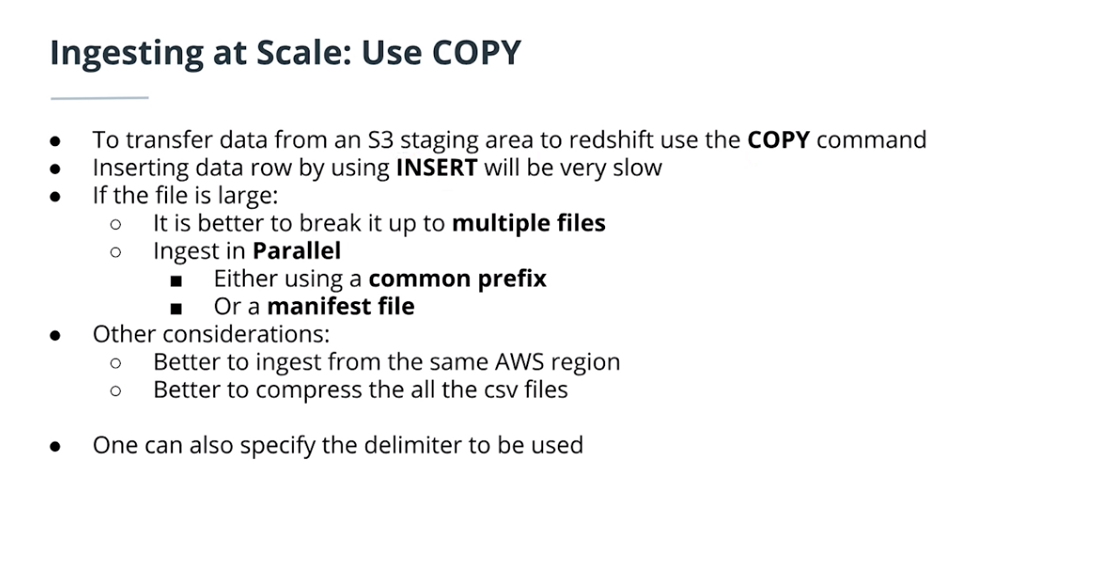 Ingesting at Scale: Use COPY
● To transfer data from an S3 staging area to redshift use the COPY command
● Inserting data row by using INSERT will be very slow
● If the file is large:
○ It is better to break it up to multiple files
○ Ingest in Parallel
■ Either using a common prefix
■ Or a manifest file
● Other considerations:
○ Better to ingest from the same AWS region
○ Better to compress the all the csv files
● One can also specify the delimiter to be used